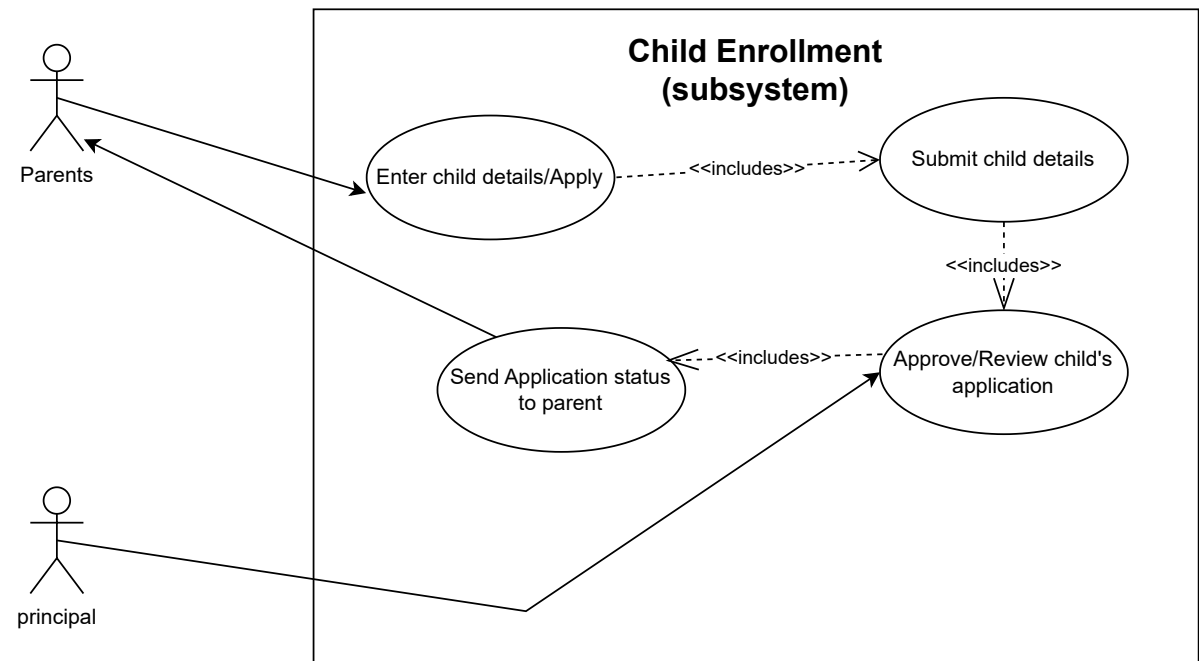 Child Enrollment
(subsystem)
Parents
Enter child details/Apply
<<includes>>
Submit child details
<<includes>>
Send Application status
to parent
<<includes>>
Approve/Review child's
application
principal